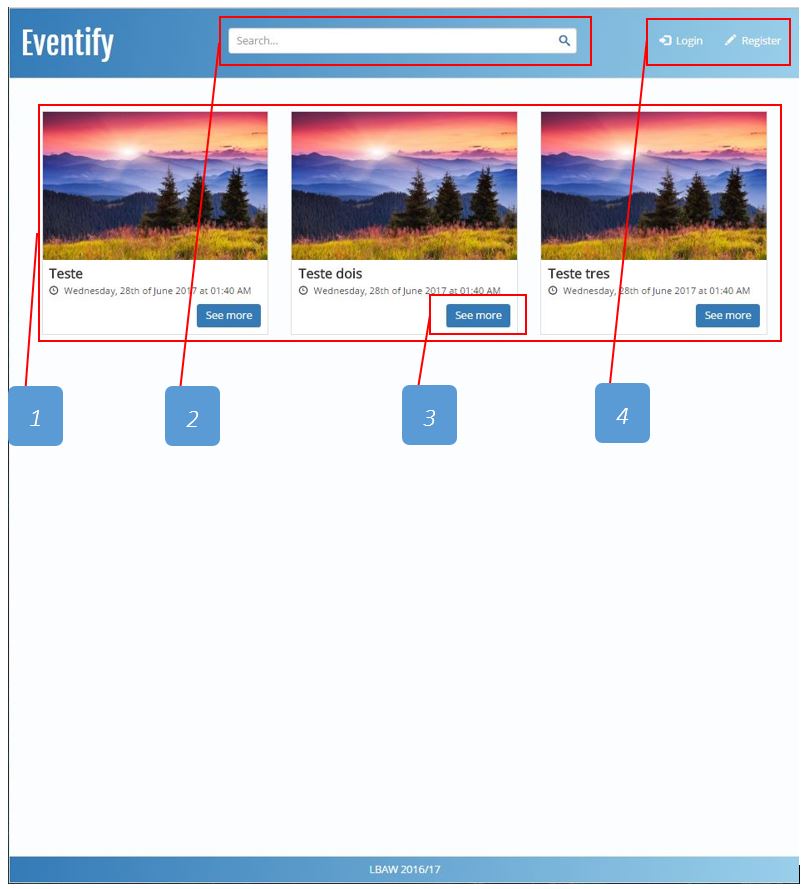 Eventify
Search...
Login
Register
Teste
Wednesday, 28th of June 2017 at 01:40 AM
See more
Teste dois
Wednesday, 28th of June 2017 at 01:40 AM
See more
Teste tres
Wednesday, 28th of June 2017 at 01:40 AM
See more
1
2
3
4
LBAW 2016/17